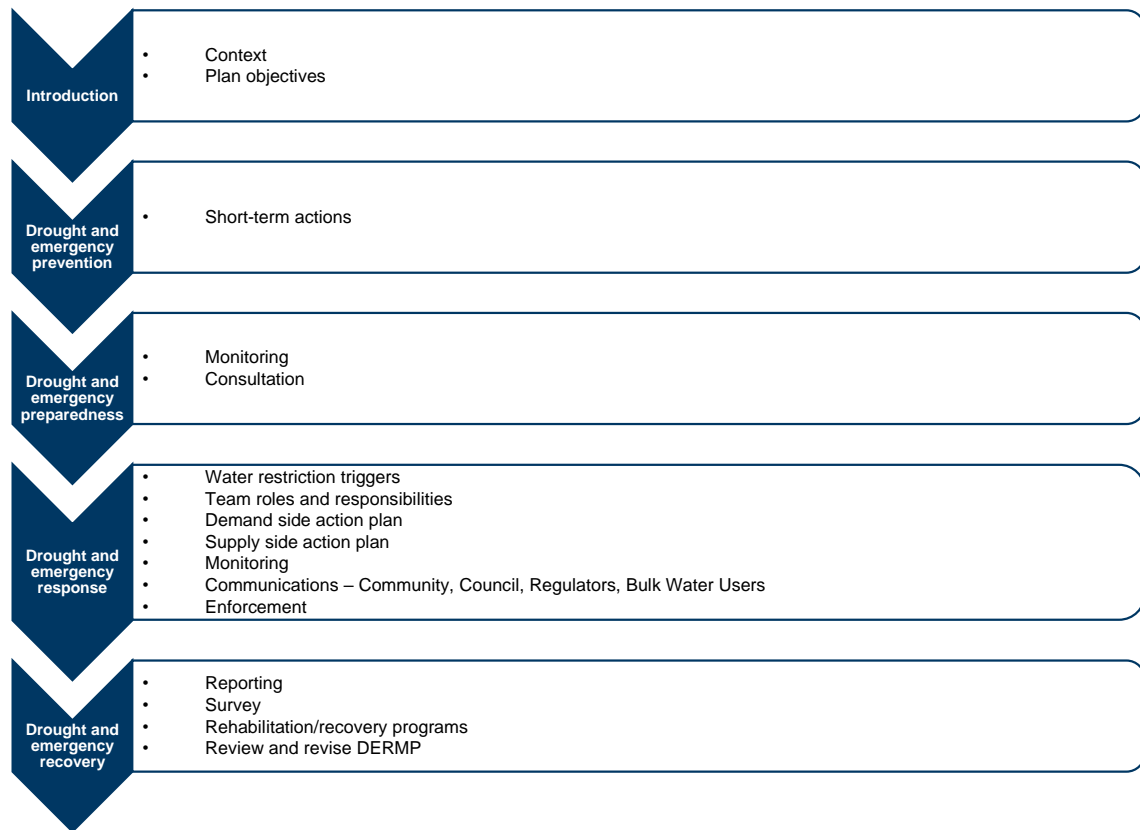 Introduction
• Context
• Plan objectives
Drought and
emergency
prevention
• Short-term actions
Drought and
emergency
preparedness
• Monitoring
• Consultation
Drought and
emergency
response
• Water restriction triggers
• Team roles and responsibilities
• Demand side action plan
• Supply side action plan
• Monitoring
• Communications – Community, Council, Regulators, Bulk Water Users
• Enforcement
Drought and
emergency
recovery
• Reporting
• Survey
• Rehabilitation/recovery programs
• Review and revise DERMP